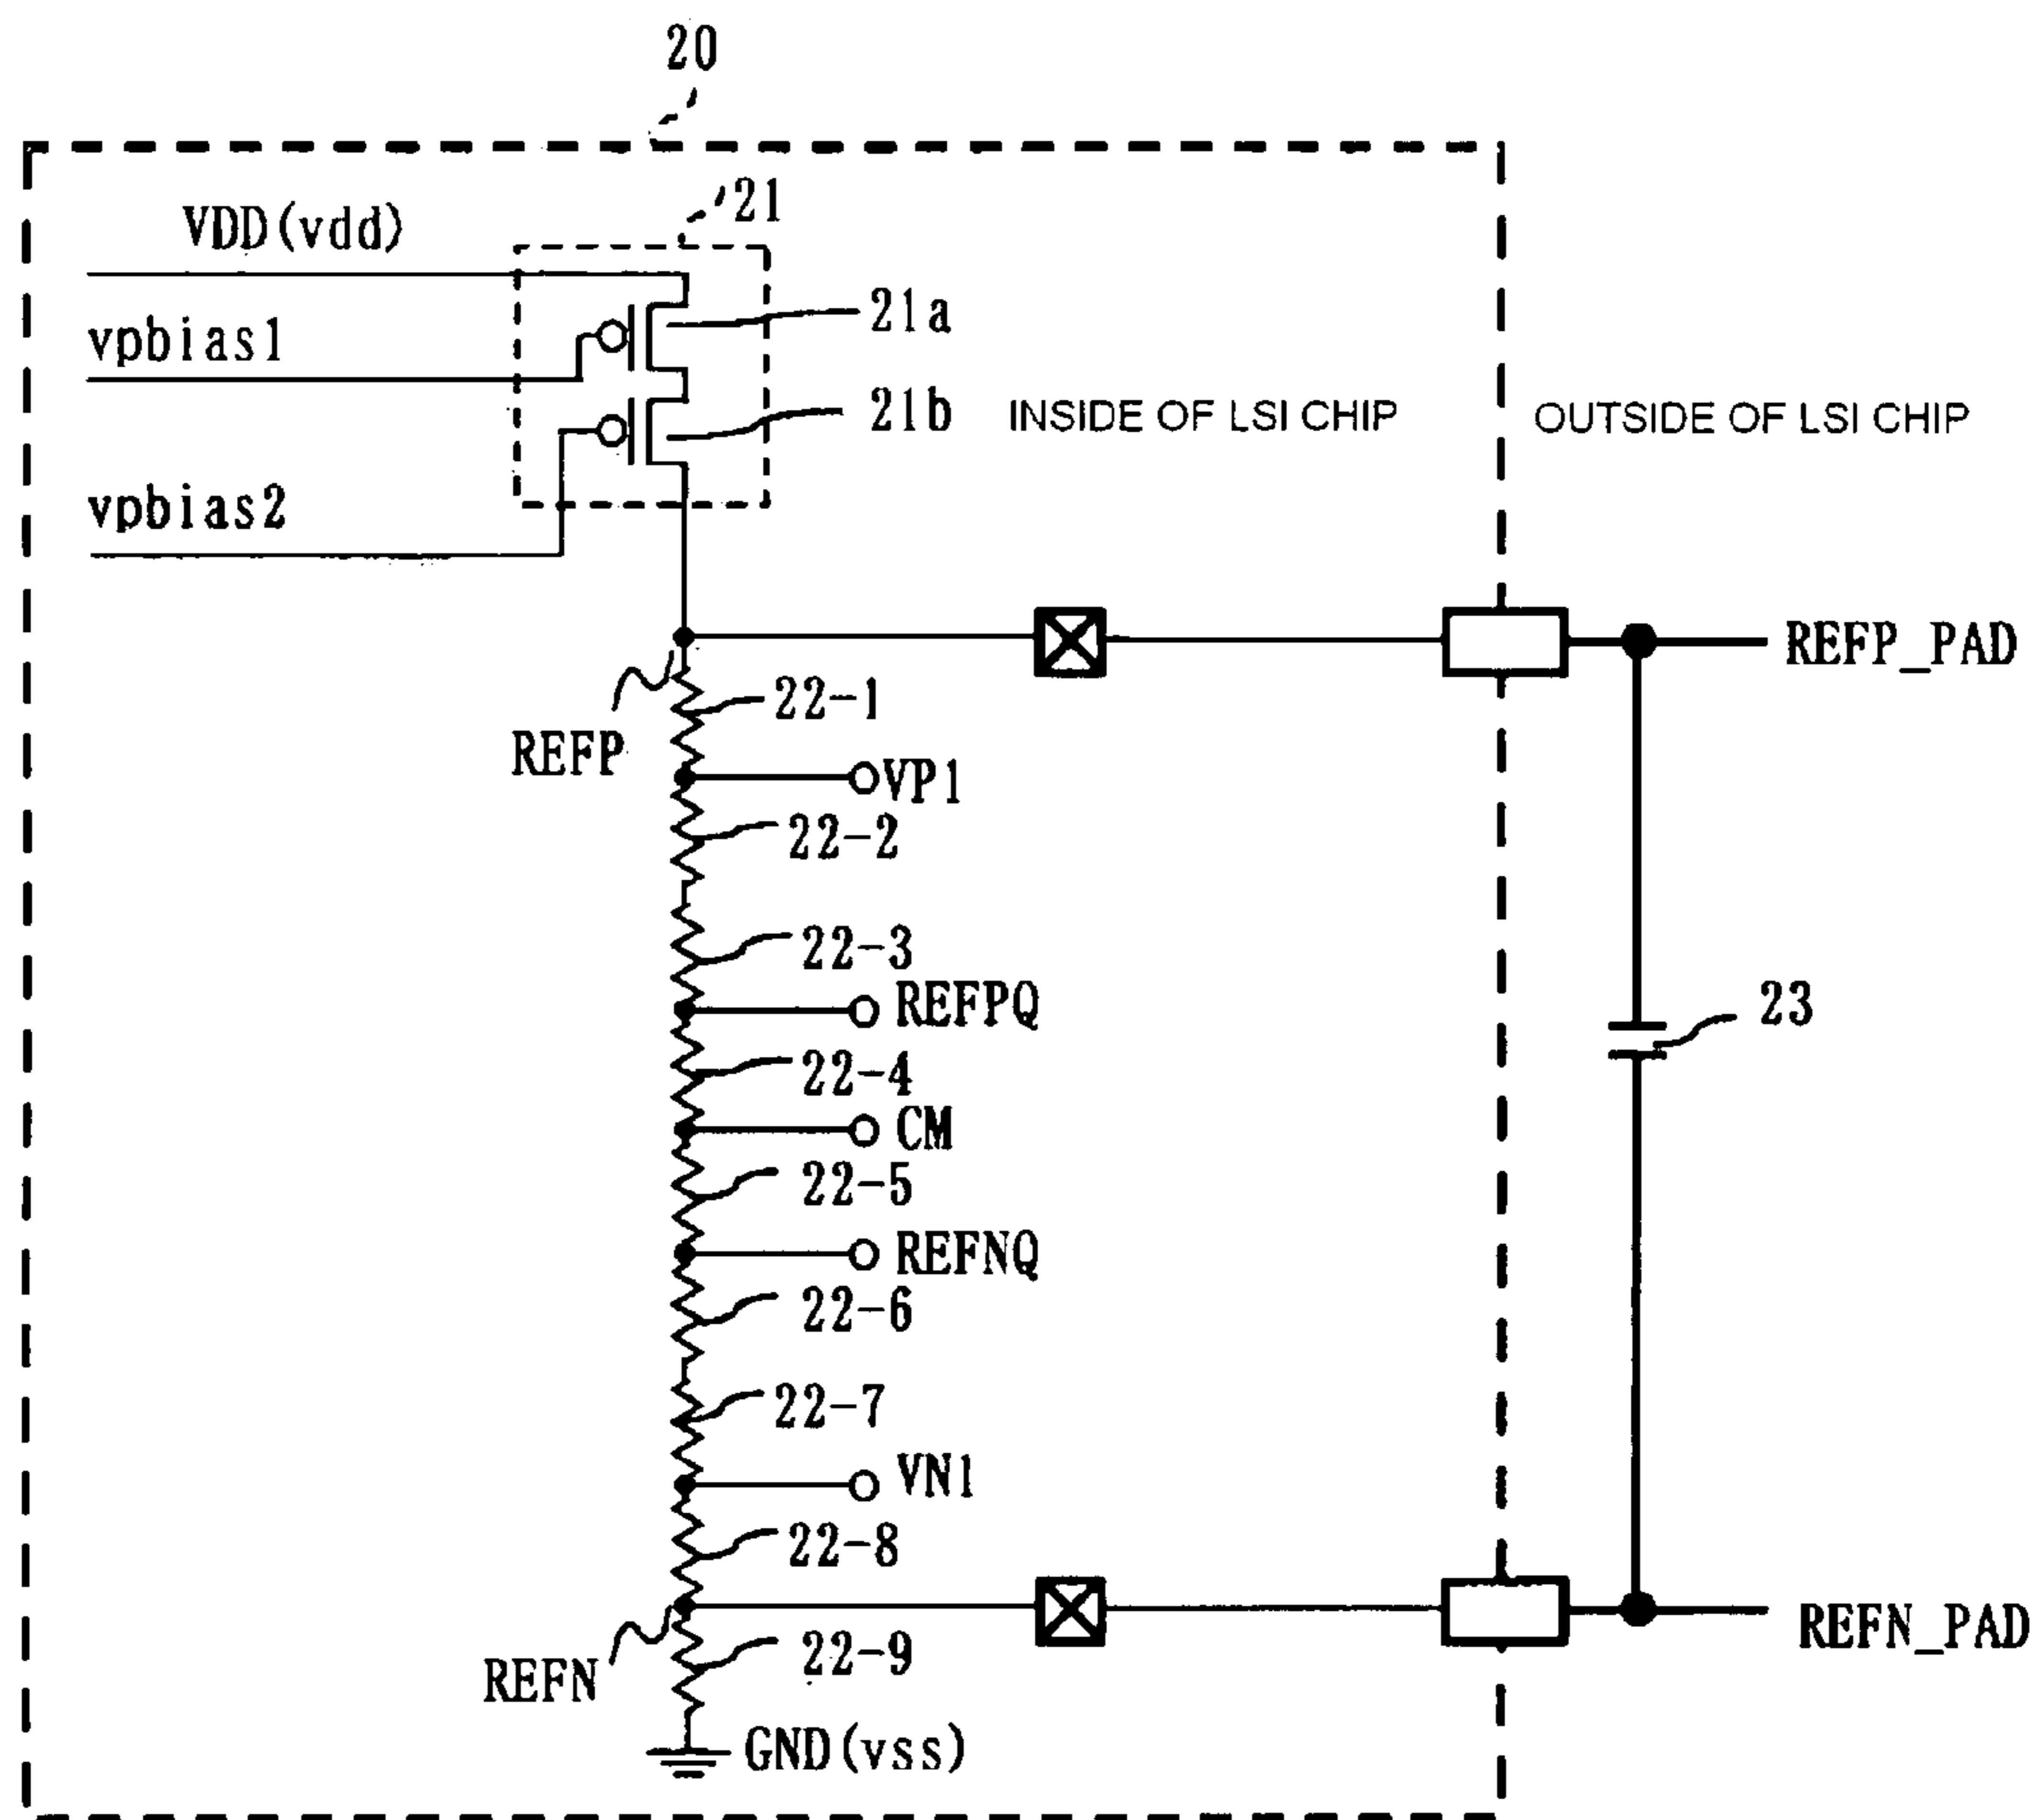 20
21
VDD(vdd)
21a
vpbias1
21b
INSIDE OF LSI CHIP
OUTSIDE OF LSI CHIP
vpbias2
REFP_PAD
22-1
REFP
VP1
22-2
22-3
REFPQ
23
22-4
CM
22-5
REFNQ
22-6
22-7
VN1
22-8
REFN_PAD
22-9
REFN
GND(vss)